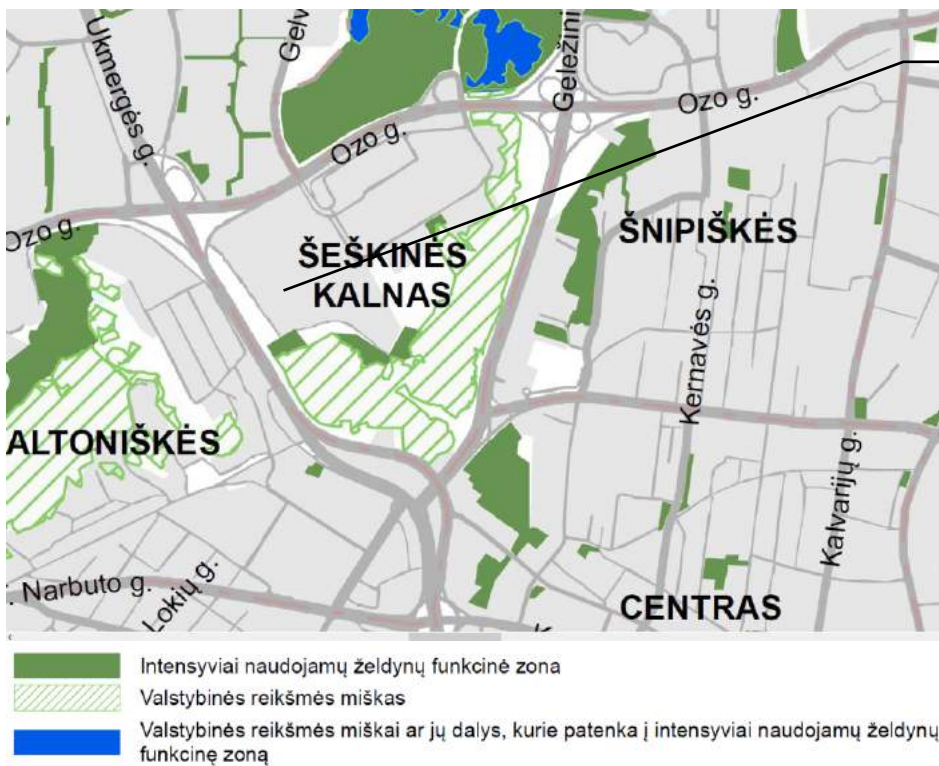 Ukmergės g.
Gelv
Geležini
Ozo g.
Ozo g.
Ozo g.
ŠEŠKINĖS
KALNAS
ŠNIPIŠKĖS
Kernavės g.
Kalvarijų g.
ALTONIŠKĖS
. Narbuto g.
Lokių g.
CENTRAS
Intensyviai naudojamų želdynų funkcinė zona
Valstybinės reikšmės miškas
Valstybinės reikšmės miškai ar jų dalys, kurie patenka į intensyviai naudojamų želdynų
funkcinę zoną